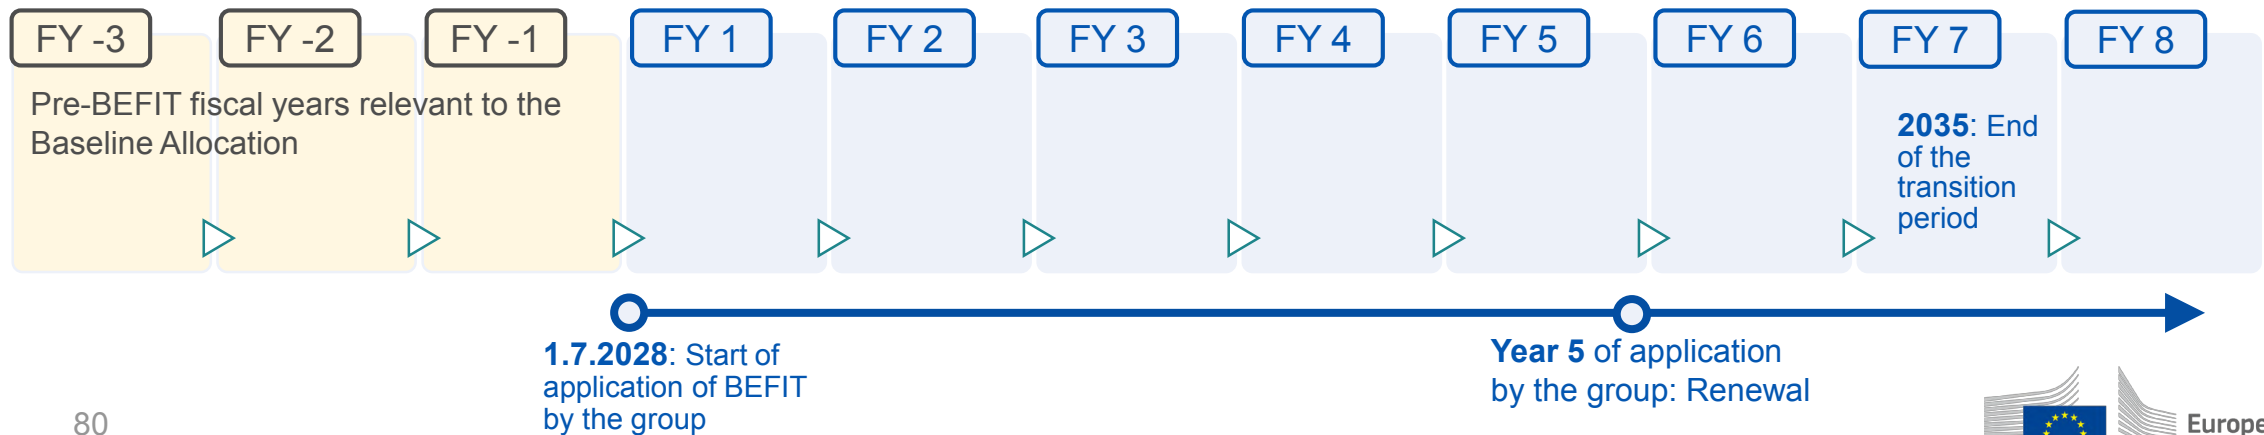 FY -3
FY -2
FY -1
FY 1
FY 2
FY 3
FY 4
FY 5
FY 6
FY 7
FY 8
Pre-BEFIT fiscal years relevant to the
Baseline Allocation
2035: End
of the
transition
period
1.7.2028: Start of
application of BEFIT
by the group
Year 5 of application
by the group: Renewal
80